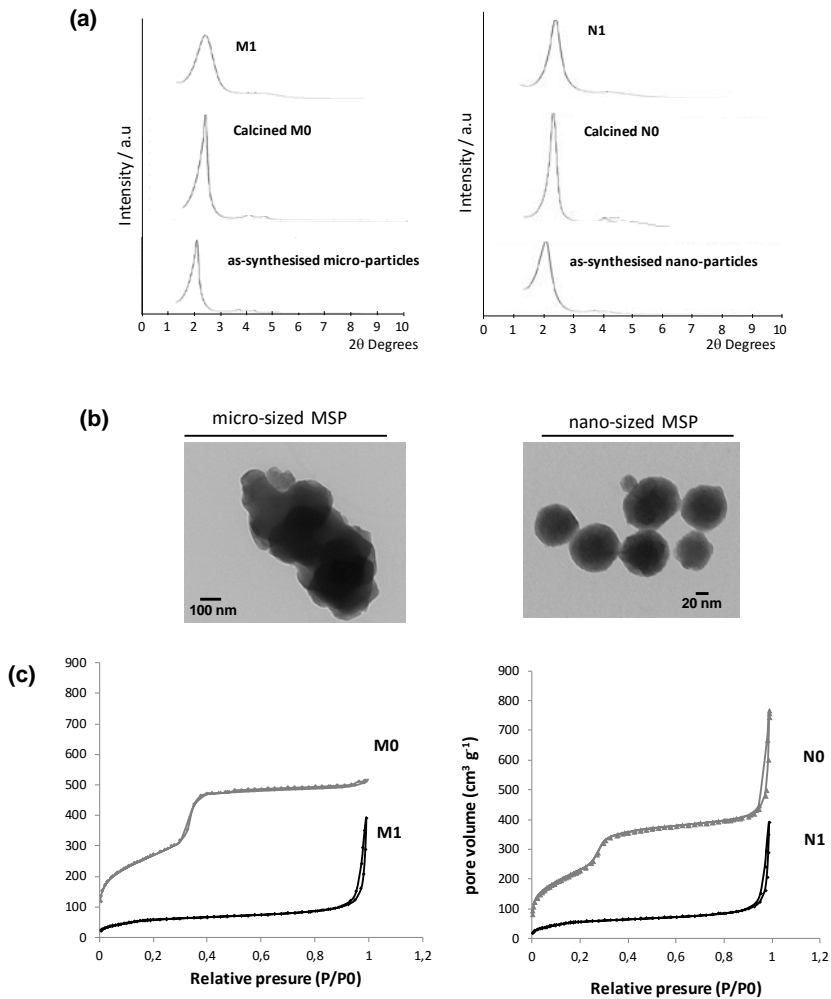 (a)
M1
Calcined M0
as-synthesised micro-particles
Intensity / a.u
0 1 2 3 4 5 6 7 8 9 10
2θ Degrees
N1
Calcined N0
as-synthesised nano-particles
Intensity / a.u
0 1 2 3 4 5 6 7 8 9 10
2θ Degrees
(b)
micro-sized MSP
100 nm
nano-sized MSP
20 nm
(c)
900
800
700
600
500
400
300
200
100
0
M0
M1
0 0,2 0,4 0,6 0,8 1 1,2
Relative presure (P/P0)
pore volume (cm³ g⁻¹)
900
800
700
600
500
400
300
200
100
0
N0
N1
0 0,2 0,4 0,6 0,8 1 1,2
Relative presure (P/P0)